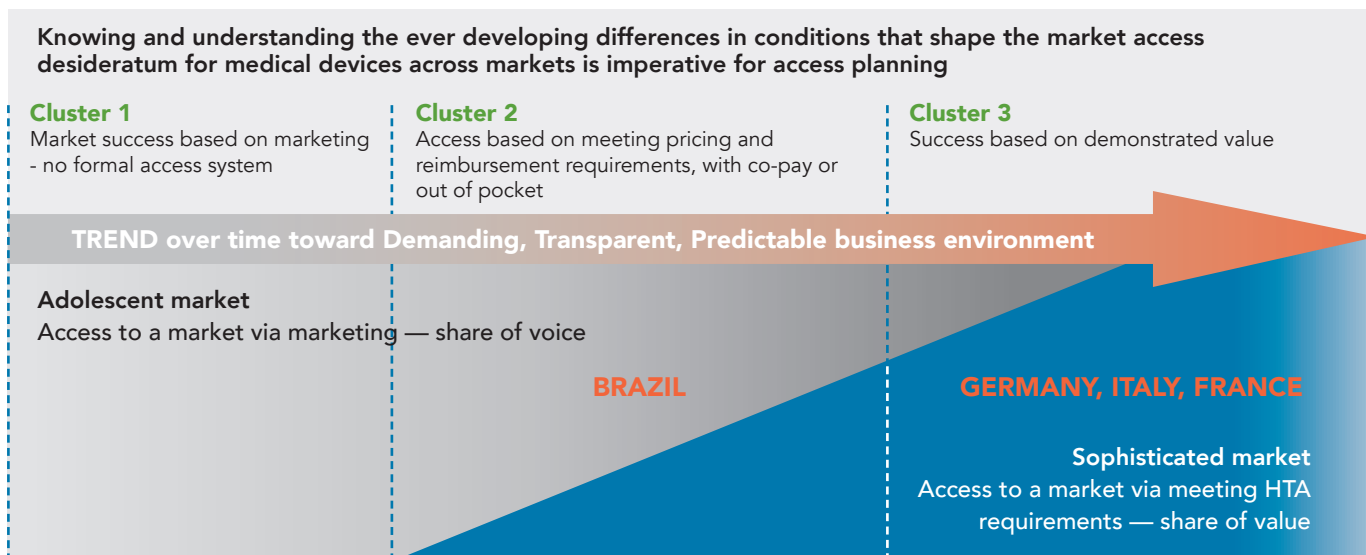 Knowing and understanding the ever developing differences in conditions that shape the market access
desideratum for medical devices across markets is imperative for access planning
Cluster 1
Market success based on marketing
- no formal access system
Cluster 2
Access based on meeting pricing and
reimbursement requirements, with co-pay or
out of pocket
Cluster 3
Success based on demonstrated value
TREND over time toward Demanding, Transparent, Predictable business environment
Adolescent market
Access to a market via marketing — share of voice
BRAZIL
GERMANY, ITALY, FRANCE
Sophisticated market
Access to a market via meeting HTA
requirements — share of value